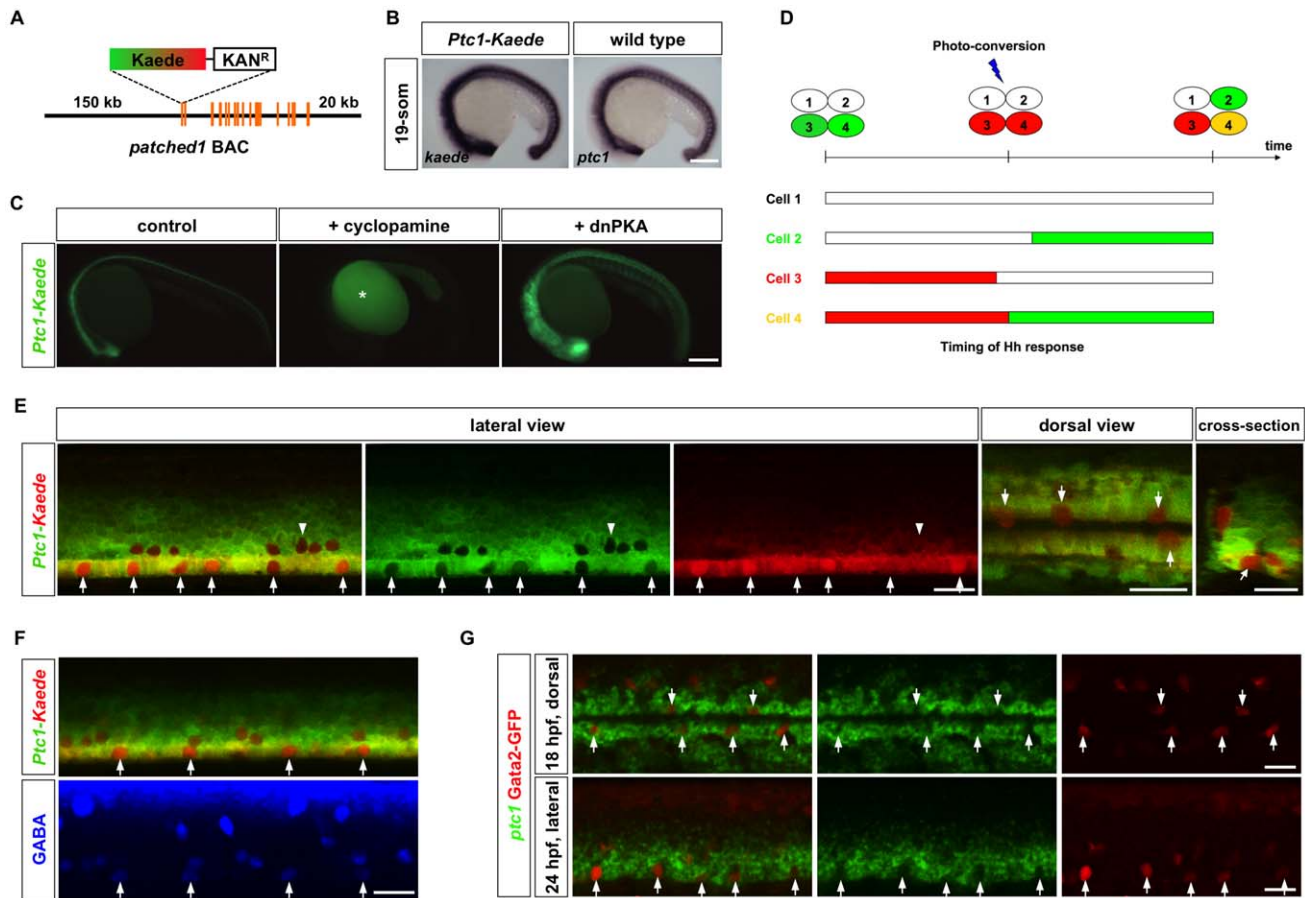 A
Kaede
KAN^R
150 kb
20 kb
patched1 BAC
B
Ptc1-Kaede
wild type
19-som
kaede
ptc1
C
control
+ cyclopamine
+ dnPKA
Ptc1-Kaede
*
D
Photo-conversion
1 2 1 2 1 2
3 4 3 4 3 4
time
Cell 1
Cell 2
Cell 3
Cell 4
Timing of Hh response
E
lateral view
dorsal view
cross-section
Ptc1-Kaede
F
Ptc1-Kaede
GABA
G
ptc1 Gata2-GFP
18 hpf, dorsal
24 hpf, lateral